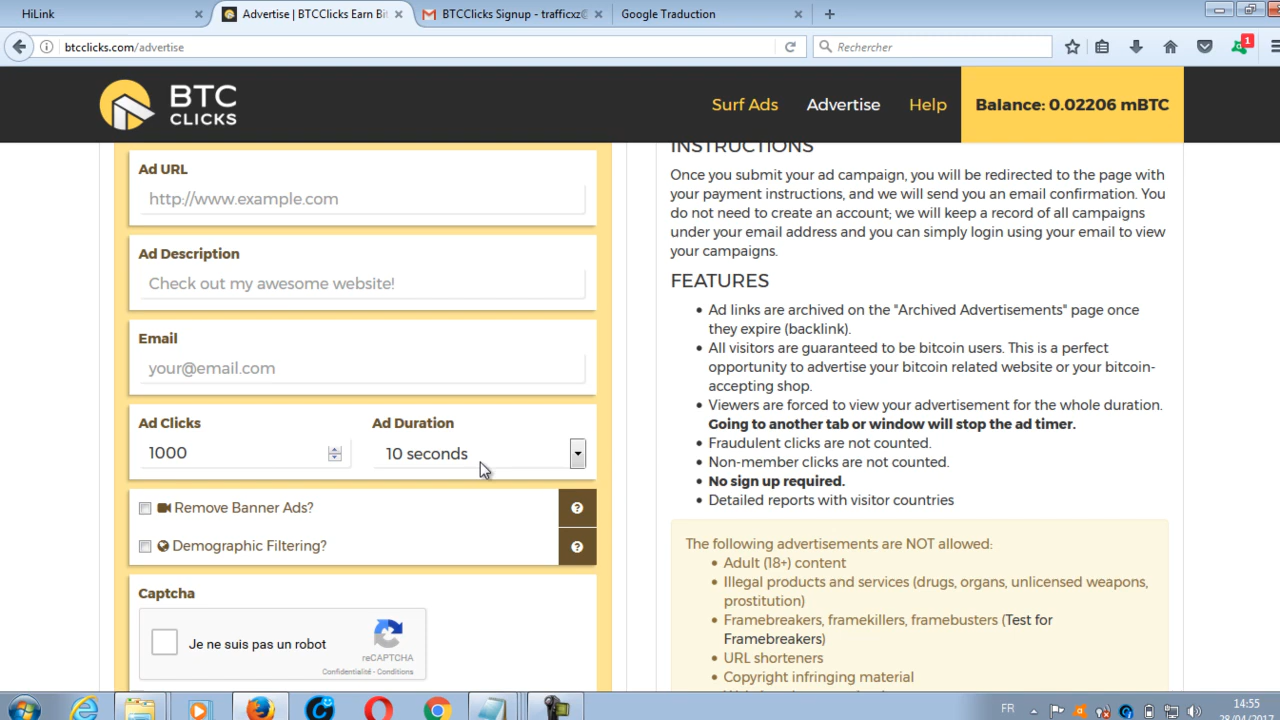 HiLink
Advertise | BTCClicks Earn Bit
BTCClicks Signup - trafficxz@
Google Traduction
btcclicks.com/advertise
Rechercher
1
BTC
CLICKS
Surf Ads
Advertise
Help
Balance: 0.02206 mBTC
Ad URL
http://www.example.com
Ad Description
Check out my awesome website!
Email
your@email.com
Ad Clicks
Ad Duration
1000
10 seconds
Remove Banner Ads?
?
Demographic Filtering?
?
Captcha
Je ne suis pas un robot
reCAPTCHA
Confidentialité - Conditions
INSTRUCTIONS
Once you submit your ad campaign, you will be redirected to the page with
your payment instructions, and we will send you an email confirmation. You
do not need to create an account; we will keep a record of all campaigns
under your email address and you can simply login using your email to view
your campaigns.
FEATURES
Ad links are archived on the "Archived Advertisements" page once
they expire (backlink).
All visitors are guaranteed to be bitcoin users. This is a perfect
opportunity to advertise your bitcoin related website or your bitcoin-
accepting shop.
Viewers are forced to view your advertisement for the whole duration.
Going to another tab or window will stop the ad timer.
Fraudulent clicks are not counted.
Non-member clicks are not counted.
No sign up required.
Detailed reports with visitor countries
The following advertisements are NOT allowed:
Adult (18+) content
Illegal products and services (drugs, organs, unlicensed weapons,
prostitution)
Framebreakers, framekillers, framebusters (Test for
Framebreakers)
URL shorteners
Copyright infringing material
FR
14:55
28/04/2017